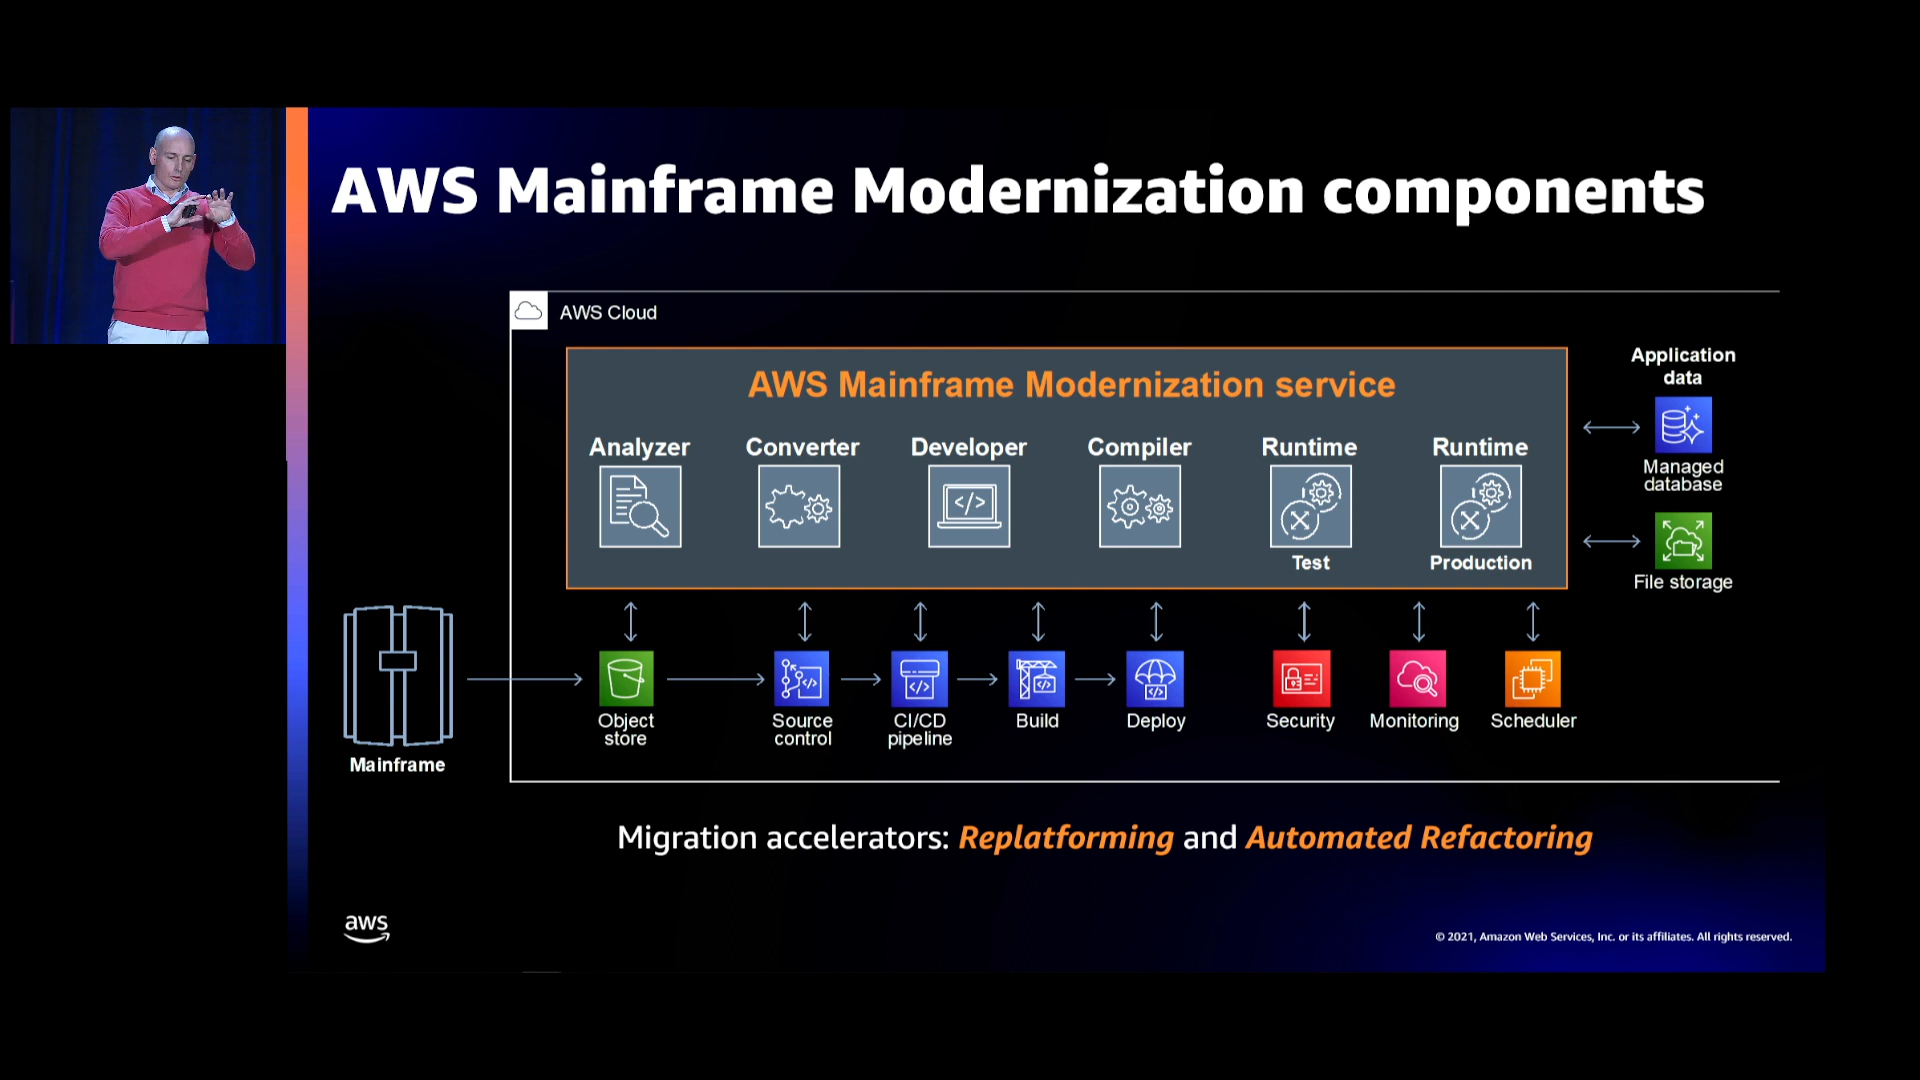 AWS Mainframe Modernization components
AWS Cloud
AWS Mainframe Modernization service
Analyzer
Converter
Developer
Compiler
Runtime
Test
Runtime
Production
Application
data
Managed
database
File storage
Mainframe
Object
store
Source
control
CI/CD
pipeline
Build
Deploy
Security
Monitoring
Scheduler
Migration accelerators: Replatforming and Automated Refactoring
aws
© 2021, Amazon Web Services, Inc. or its affiliates. All rights reserved.